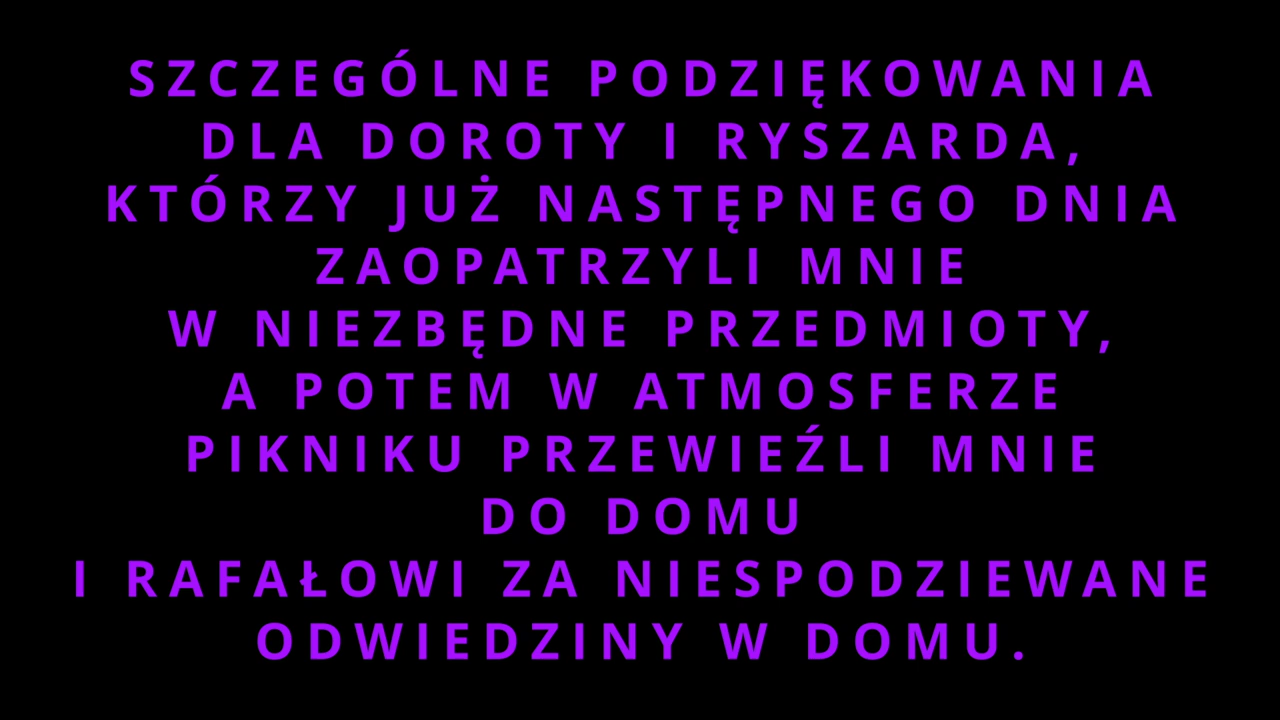 SZCZEGÓLNE PODZIĘKOWANIA
DLA DOROTY I RYSZARDA,
KTÓRZY JUŻ NASTĘPNEGO DNIA
ZAOPATRZYLI MNIE
W NIEZBĘDNE PRZEDMIOTY,
A POTEM W ATMOSFERZE
PIKNIKU PRZEWIEŹLI MNIE
DO DOMU
I RAFAŁOWI ZA NIESPODZIEWANE
ODWIEDZINY W DOMU.